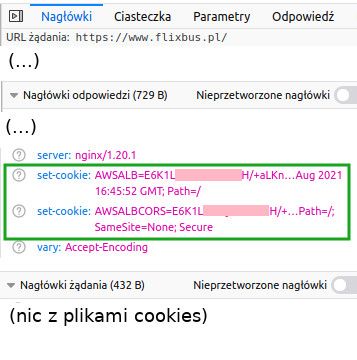 Nagłówki Ciasteczka Parametry Odpowiedź
URL żądania: https://www.flixbus.pl/
(...)
Nagłówki odpowiedzi (729 B) Nieprzetworzone nagłówki
(...)
server: nginx/1.20.1
set-cookie: AWSALB=E6K1L H/+aLKn…Aug 2021
16:45:52 GMT; Path=/
set-cookie: AWSALBCORS=E6K1L H/+…Path=/;
SameSite=None; Secure
vary: Accept-Encoding
Nagłówki żądania (432 B) Nieprzetworzone nagłówki
(nic z plikami cookies)